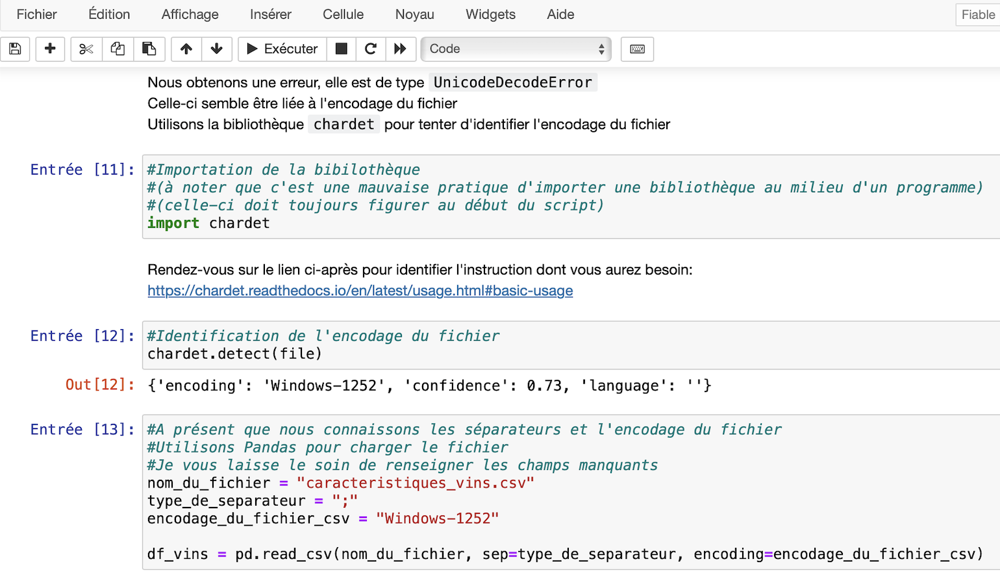 Fichier Édition Affichage Insérer Cellule Noyau Widgets Aide Fiable
Exécuter Code
Nous obtenons une erreur, elle est de type UnicodeDecodeError
Celle-ci semble être liée à l'encodage du fichier
Utilisons la bibliothèque chardet pour tenter d'identifier l'encodage du fichier
Entrée [11]: #Importation de la bibilothèque
#(à noter que c'est une mauvaise pratique d'importer une bibliothèque au milieu d'un programme)
#(celle-ci doit toujours figurer au début du script)
import chardet
Rendez-vous sur le lien ci-après pour identifier l'instruction dont vous aurez besoin:
https://chardet.readthedocs.io/en/latest/usage.html#basic-usage
Entrée [12]: #Identification de l'encodage du fichier
chardet.detect(file)
Out[12]: {'encoding': 'Windows-1252', 'confidence': 0.73, 'language': ''}
Entrée [13]: #A présent que nous connaissons les séparateurs et l'encodage du fichier
#Utilisons Pandas pour charger le fichier
#Je vous laisse le soin de renseigner les champs manquants
nom_du_fichier = "caracteristiques_vins.csv"
type_de_separateur = ";"
encodage_du_fichier_csv = "Windows-1252"
df_vins = pd.read_csv(nom_du_fichier, sep=type_de_separateur, encoding=encodage_du_fichier_csv)